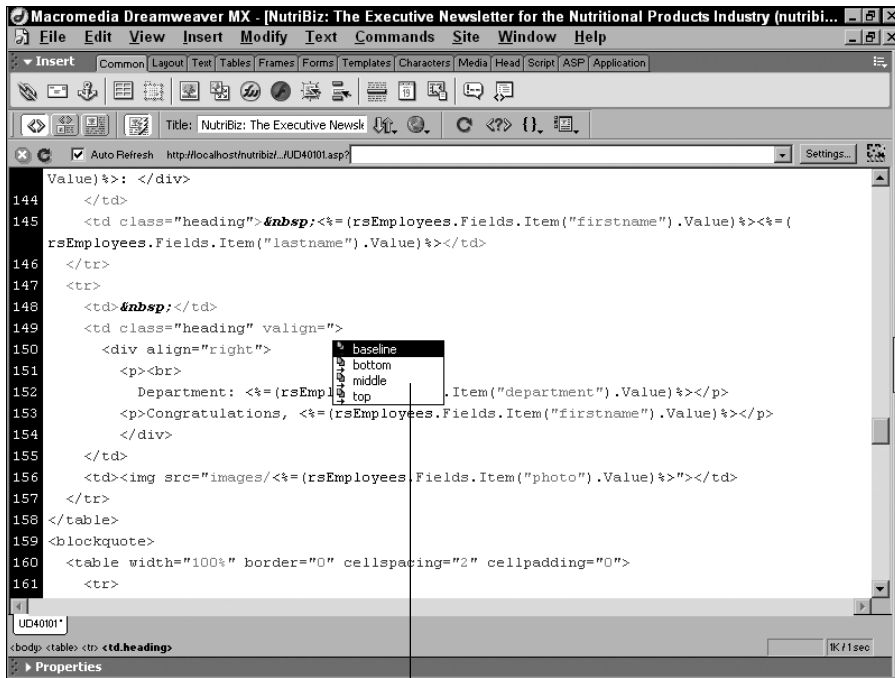 Macromedia Dreamweaver MX - [NutriBiz: The Executive Newsletter for the Nutritional Products Industry (nutribi...
File Edit View Insert Modify Text Commands Site Window Help
Insert Common Layout Text Tables Frames Forms Templates Characters Media Head Script ASP Application
Title: NutriBiz: The Executive Newsle
Auto Refresh http://localhost/nutribiz/.../UD40101.asp? Settings...
Value)%>: </div>
144 </td>
145 <td class="heading">&nbsp;<%=(rsEmployees.Fields.Item("firstname").Value)%><%=(
rsEmployees.Fields.Item("lastname").Value)%></td>
146 </tr>
147 <tr>
148 <td>&nbsp;</td>
149 <td class="heading" valign=">
150 <div align="right"> baseline
bottom
151 <p><br> middle
152 Department: <%=(rsEmpl top .Item("department").Value)%></p>
153 <p>Congratulations, <%=(rsEmployees.Fields.Item("firstname").Value)%></p>
154 </div>
155 </td>
156 <td><img src="images/<%=(rsEmployees.Fields.Item("photo").Value)%>"></td>
157 </tr>
158 </table>
159 <blockquote>
160 <table width="100%" border="0" cellspacing="2" cellpadding="0">
161 <tr>
UD40101*
<body> <table> <tr> <td.heading> 1K / 1 sec
Properties